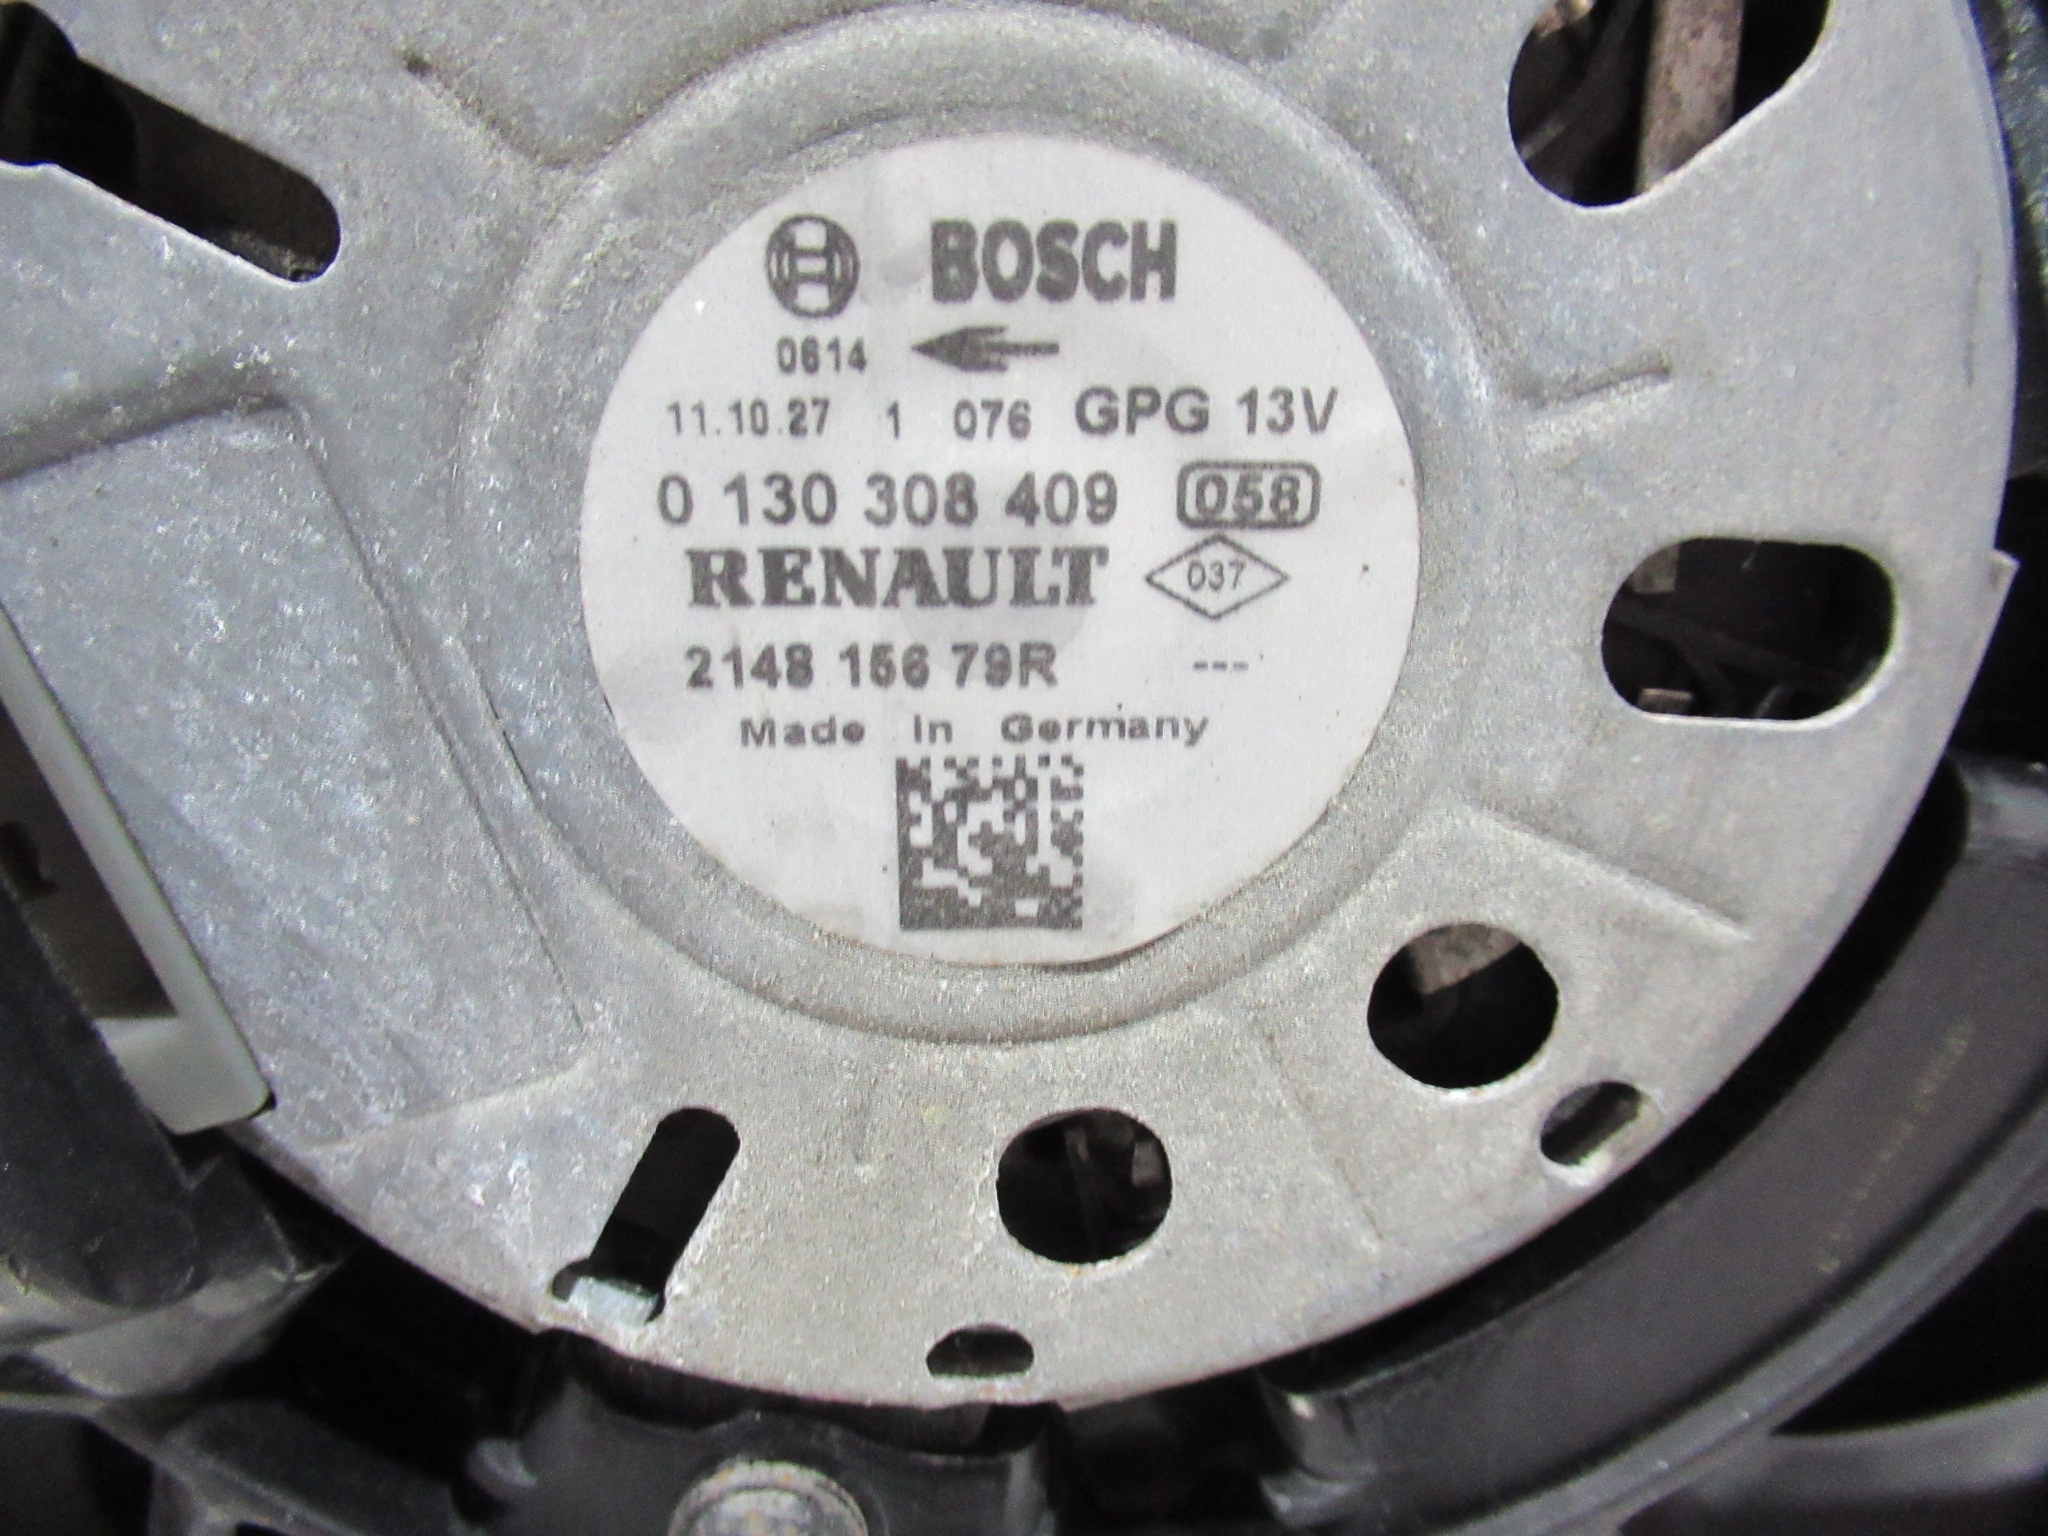 BOSCH
0614
11.10.27 1 076 GPG 13V
0 130 308 409 058
RENAULT 037
2148 156 79R ---
Made In Germany